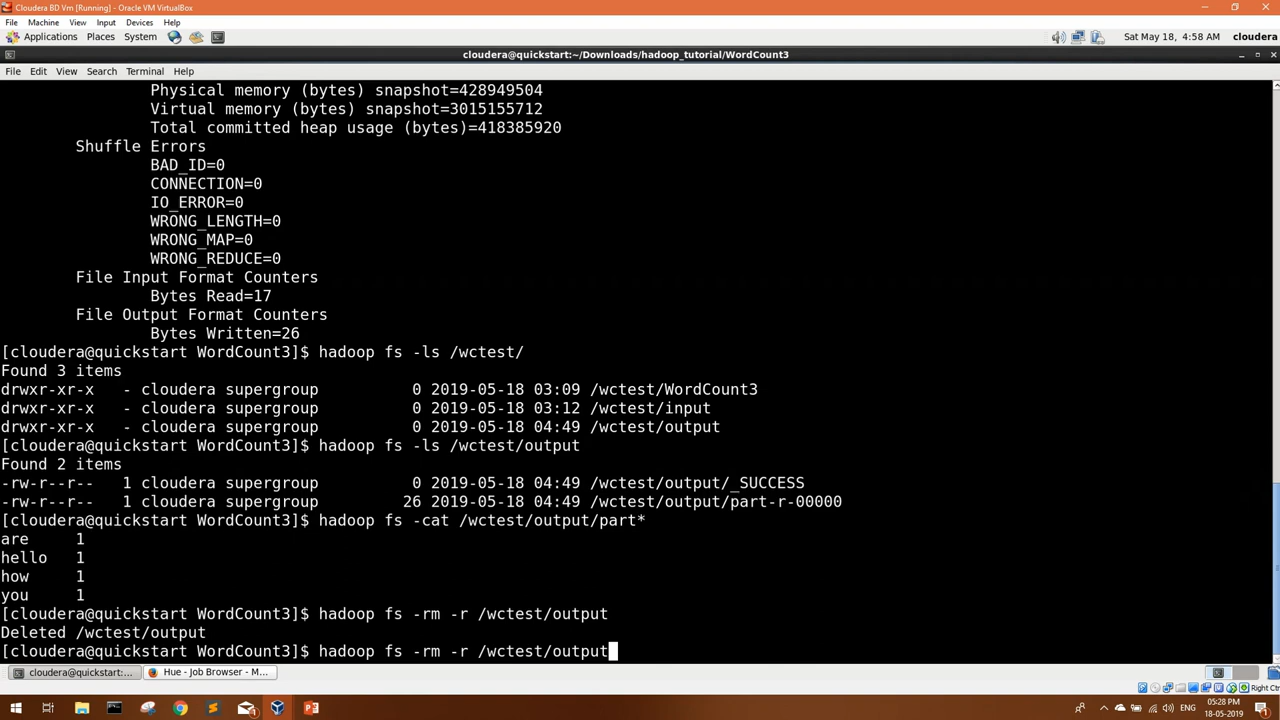 Cloudera BD Vm [Running] - Oracle VM VirtualBox
File Machine View Input Devices Help
Applications Places System Sat May 18, 4:58 AM cloudera
cloudera@quickstart:~/Downloads/hadoop_tutorial/WordCount3
File Edit View Search Terminal Help
Physical memory (bytes) snapshot=428949504
Virtual memory (bytes) snapshot=3015155712
Total committed heap usage (bytes)=418385920
Shuffle Errors
BAD_ID=0
CONNECTION=0
IO_ERROR=0
WRONG_LENGTH=0
WRONG_MAP=0
WRONG_REDUCE=0
File Input Format Counters
Bytes Read=17
File Output Format Counters
Bytes Written=26
[cloudera@quickstart WordCount3]$ hadoop fs -ls /wctest/
Found 3 items
drwxr-xr-x - cloudera supergroup 0 2019-05-18 03:09 /wctest/WordCount3
drwxr-xr-x - cloudera supergroup 0 2019-05-18 03:12 /wctest/input
drwxr-xr-x - cloudera supergroup 0 2019-05-18 04:49 /wctest/output
[cloudera@quickstart WordCount3]$ hadoop fs -ls /wctest/output
Found 2 items
-rw-r--r-- 1 cloudera supergroup 0 2019-05-18 04:49 /wctest/output/_SUCCESS
-rw-r--r-- 1 cloudera supergroup 26 2019-05-18 04:49 /wctest/output/part-r-00000
[cloudera@quickstart WordCount3]$ hadoop fs -cat /wctest/output/part*
are 1
hello 1
how 1
you 1
[cloudera@quickstart WordCount3]$ hadoop fs -rm -r /wctest/output
Deleted /wctest/output
[cloudera@quickstart WordCount3]$ hadoop fs -rm -r /wctest/output
cloudera@quickstart:... Hue - Job Browser - M...
Right Ctr
ENG 05:28 PM
18-05-2019